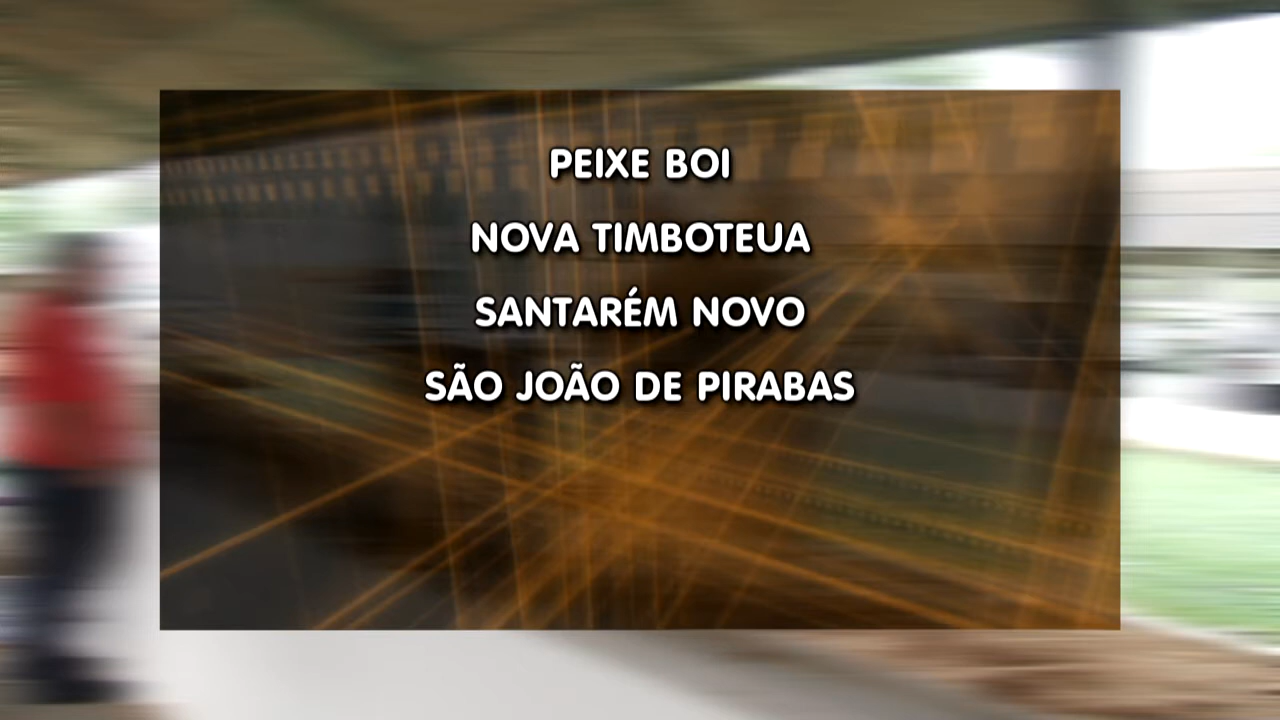 PEIXE BOI
NOVA TIMBOTEUA
SANTARÉM NOVO
SÃO JOÃO DE PIRABAS